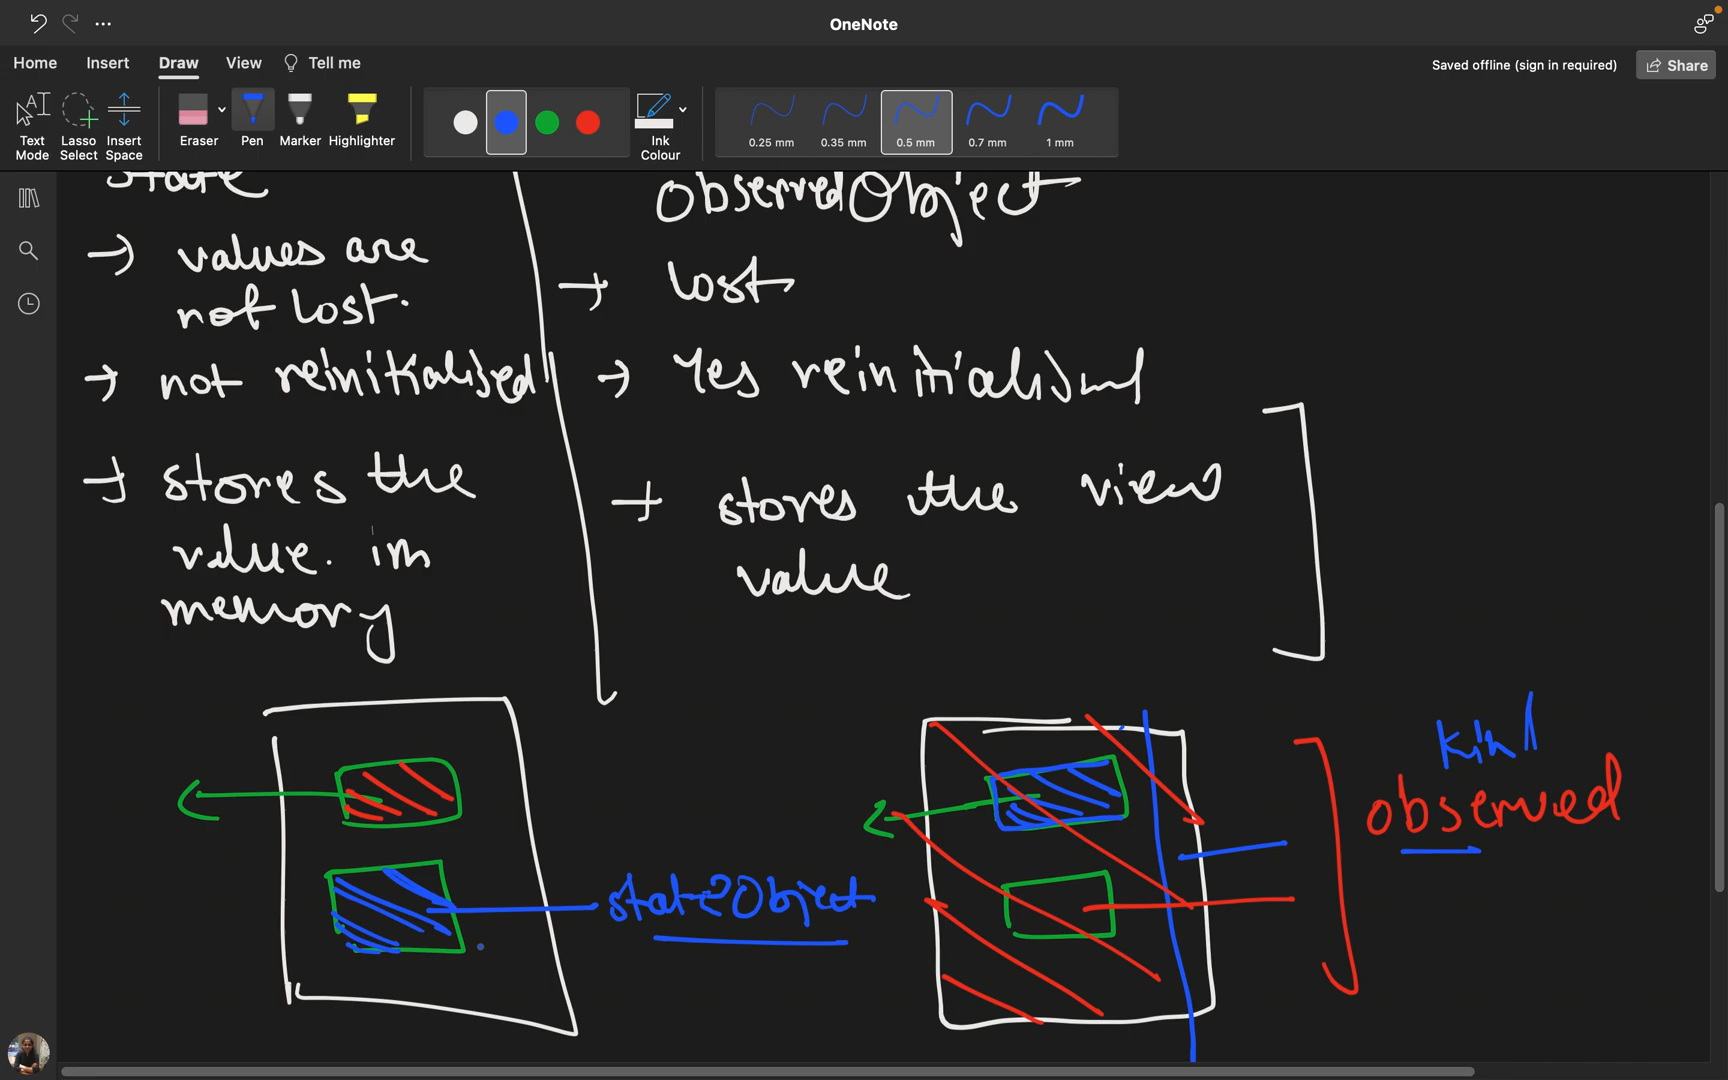 OneNote
Home Insert Draw View Tell me
Saved offline (sign in required) Share
Text Mode
Lasso Select
Insert Space
Eraser
Pen
Marker
Highlighter
Ink Colour
0.25 mm
0.35 mm
0.5 mm
0.7 mm
1 mm
state
→ values are
not lost.
→ not reinitialised
→ stores the
value. in
memory
observedObject
→ lost
→ Yes reinitialised
→ stores the view
value
stateObject
observed